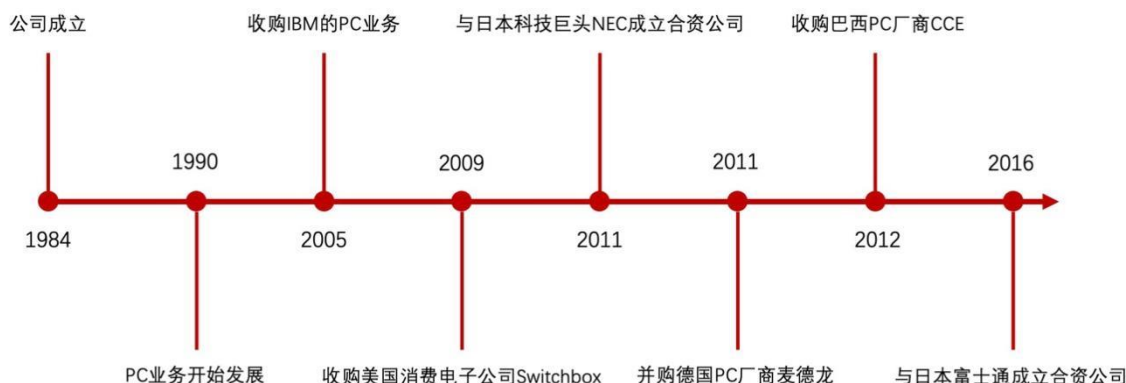 公司成立
收购IBM的PC业务
与日本科技巨头NEC成立合资公司
收购巴西PC厂商CCE
1990
2009
2011
2016
1984
2005
2011
2012
PC业务开始发展
收购美国消费电子公司Switchbox
并购德国PC厂商麦德龙
与日本富士通成立合资公司